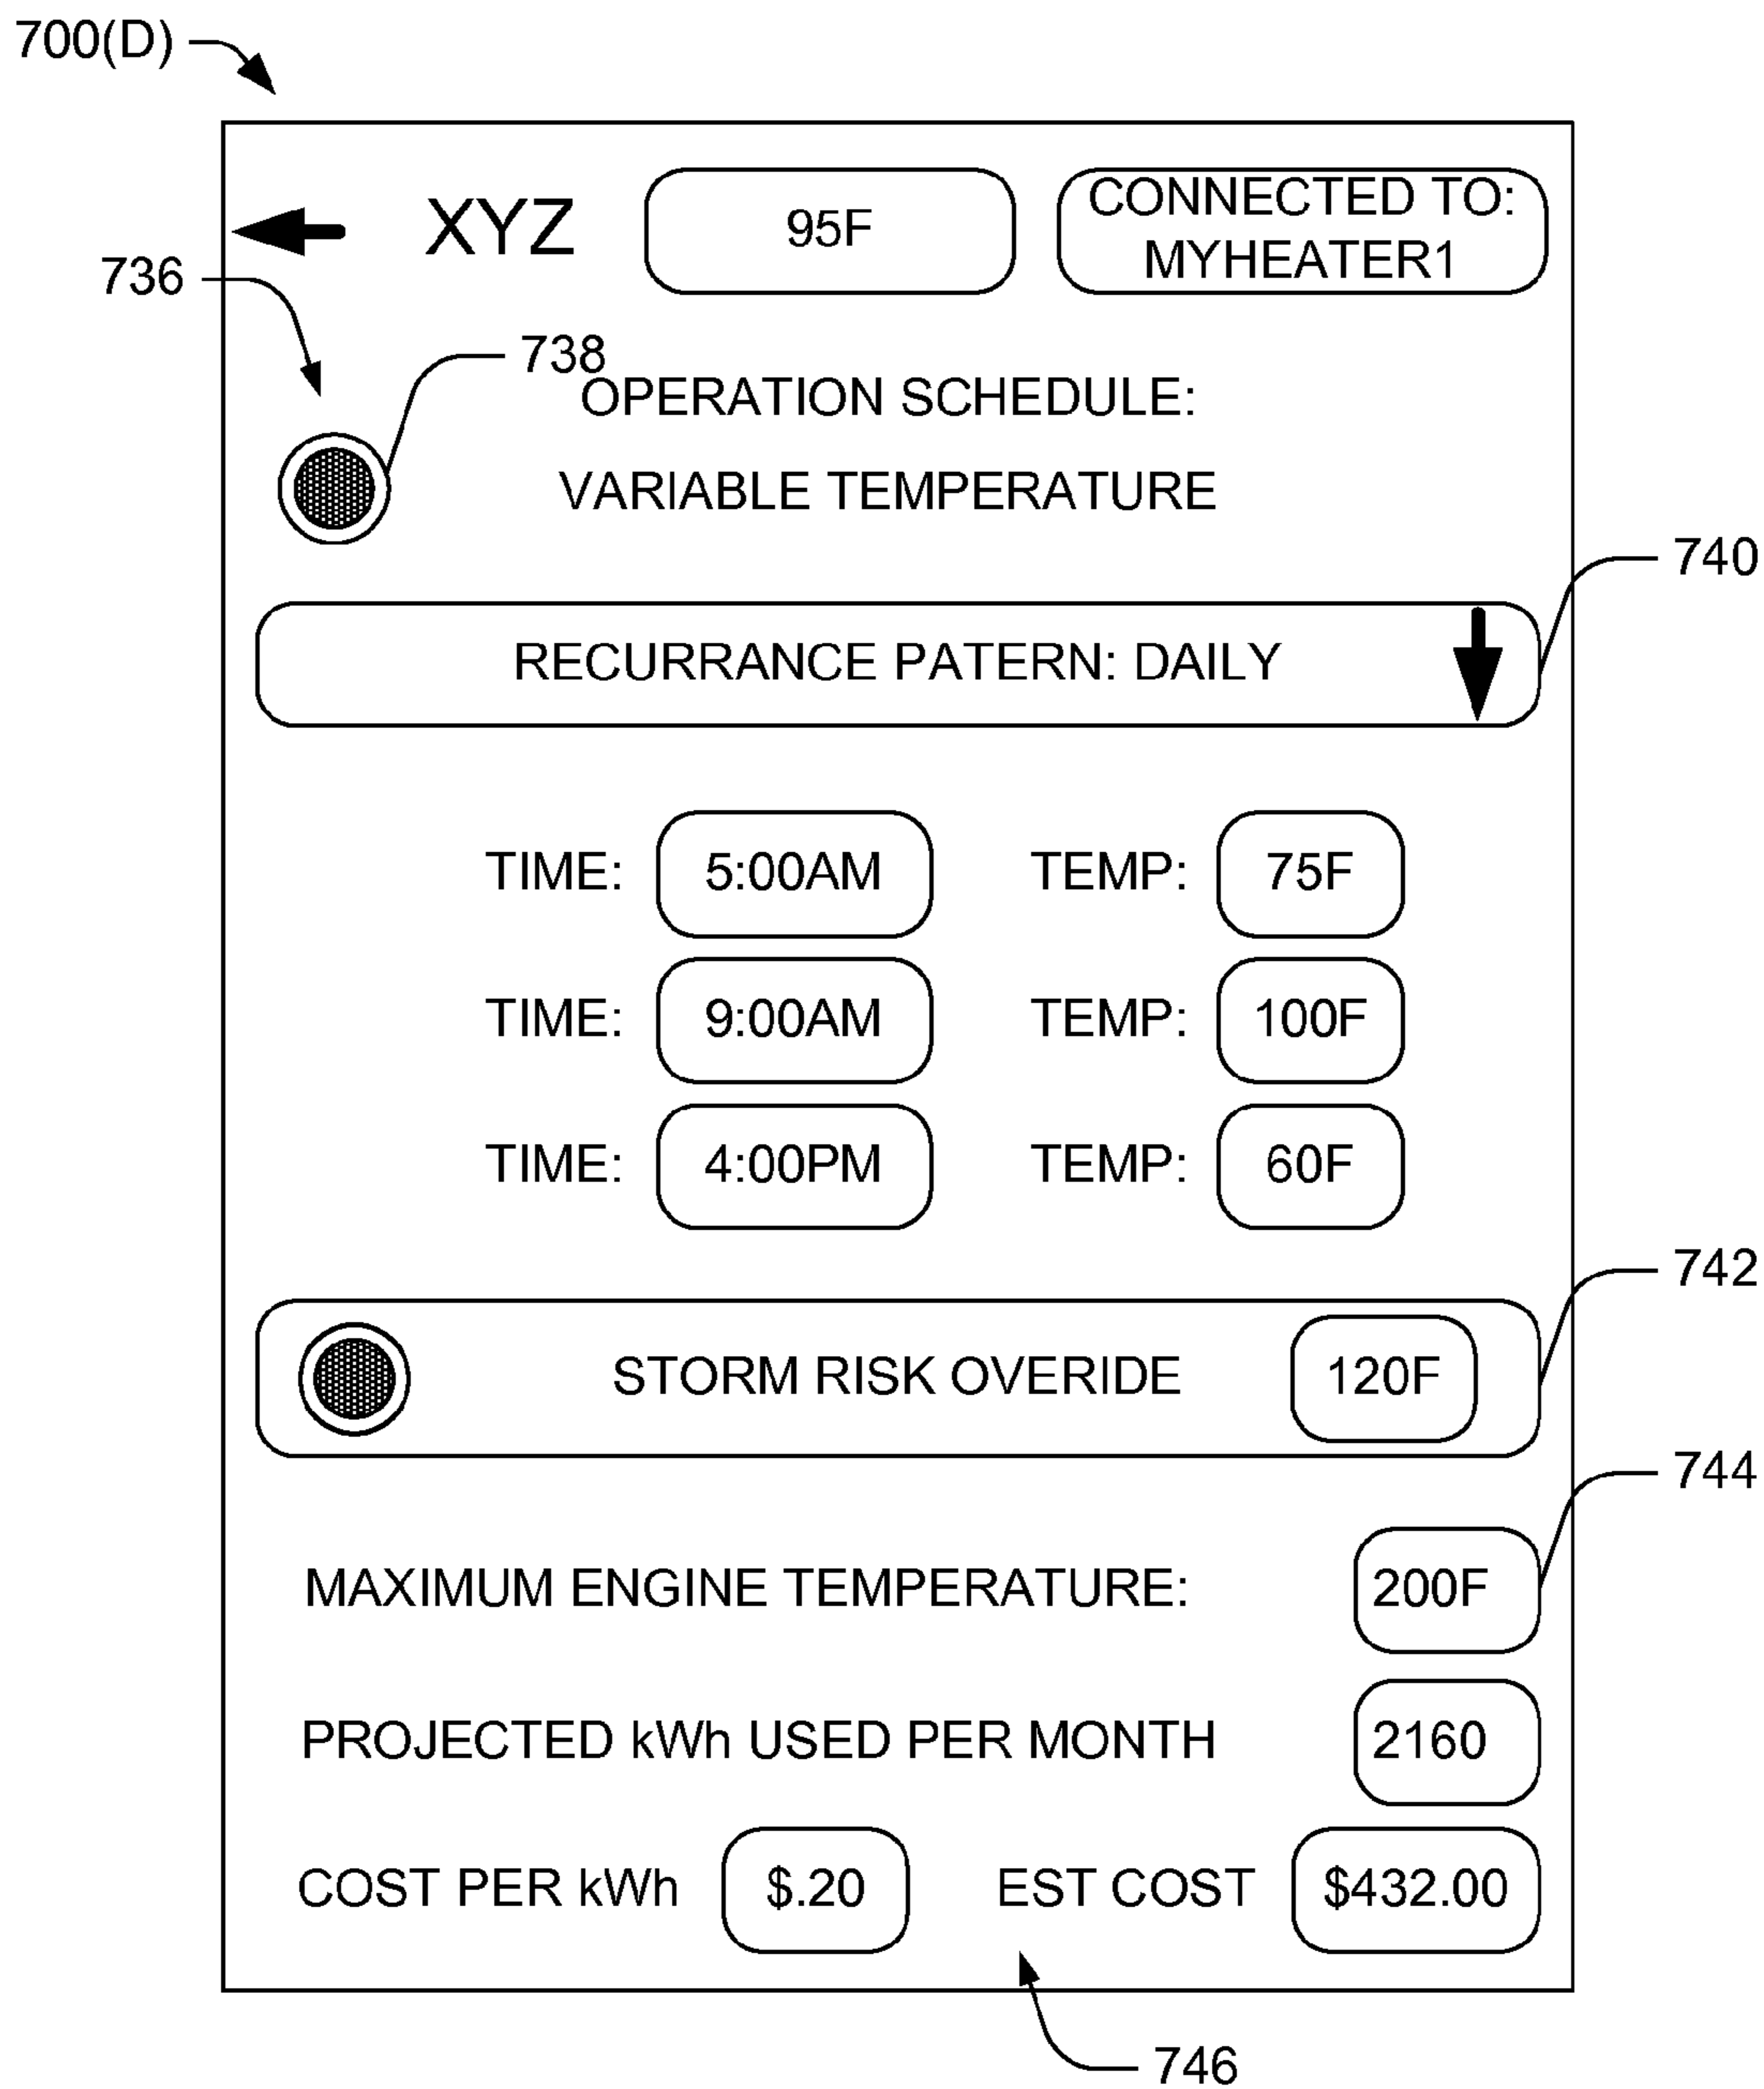 700(D)
XYZ
95F
CONNECTED TO:
MYHEATER1
736
738
OPERATION SCHEDULE:
VARIABLE TEMPERATURE
740
RECURRANCE PATERN: DAILY
TIME: 5:00AM TEMP: 75F
TIME: 9:00AM TEMP: 100F
TIME: 4:00PM TEMP: 60F
742
STORM RISK OVERIDE 120F
744
MAXIMUM ENGINE TEMPERATURE: 200F
PROJECTED kWh USED PER MONTH 2160
COST PER kWh $.20 EST COST $432.00
746